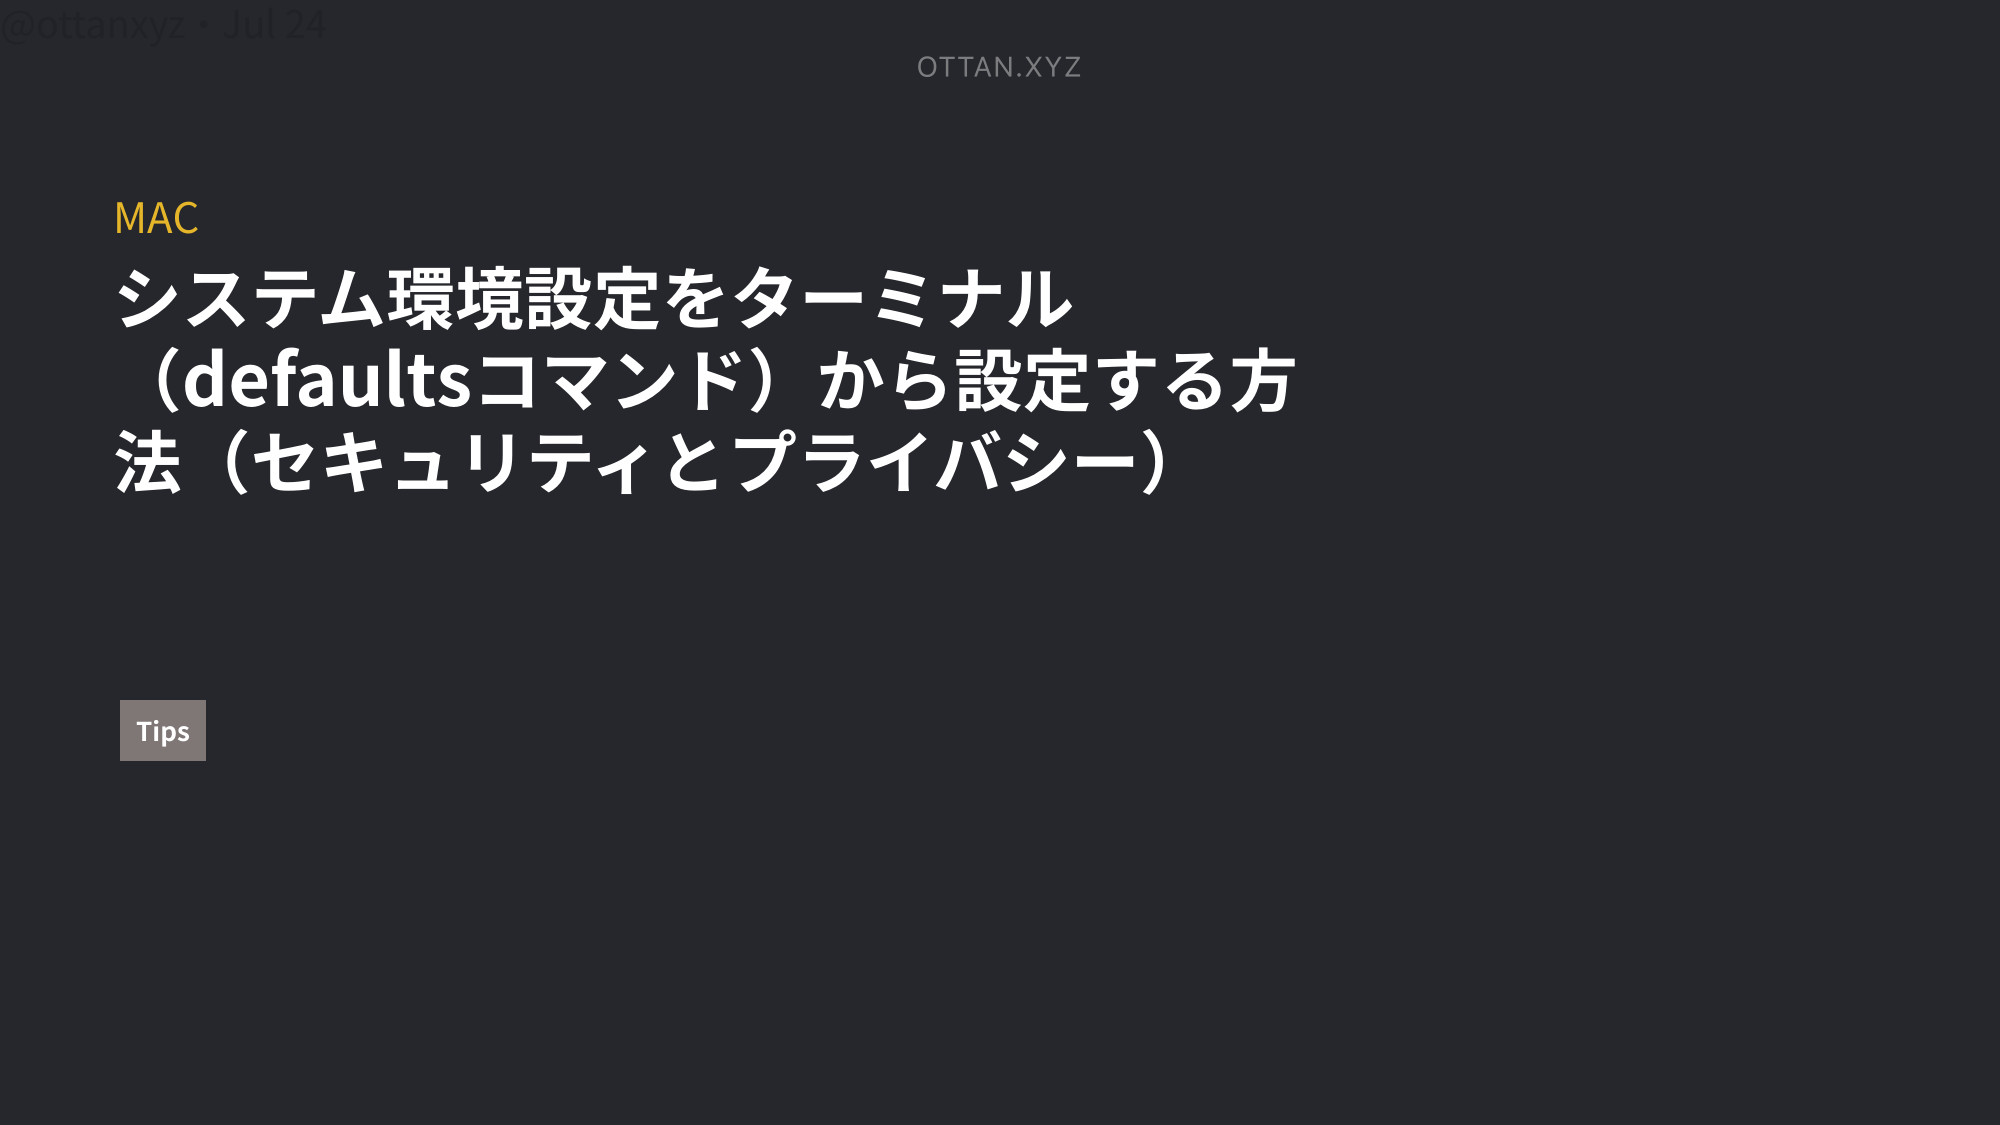 @ottanxyz・Jul 24
OTTAN.XYZ
MAC
システム環境設定をターミナル
（defaultsコマンド）から設定する方
法（セキュリティとプライバシー）
Tips